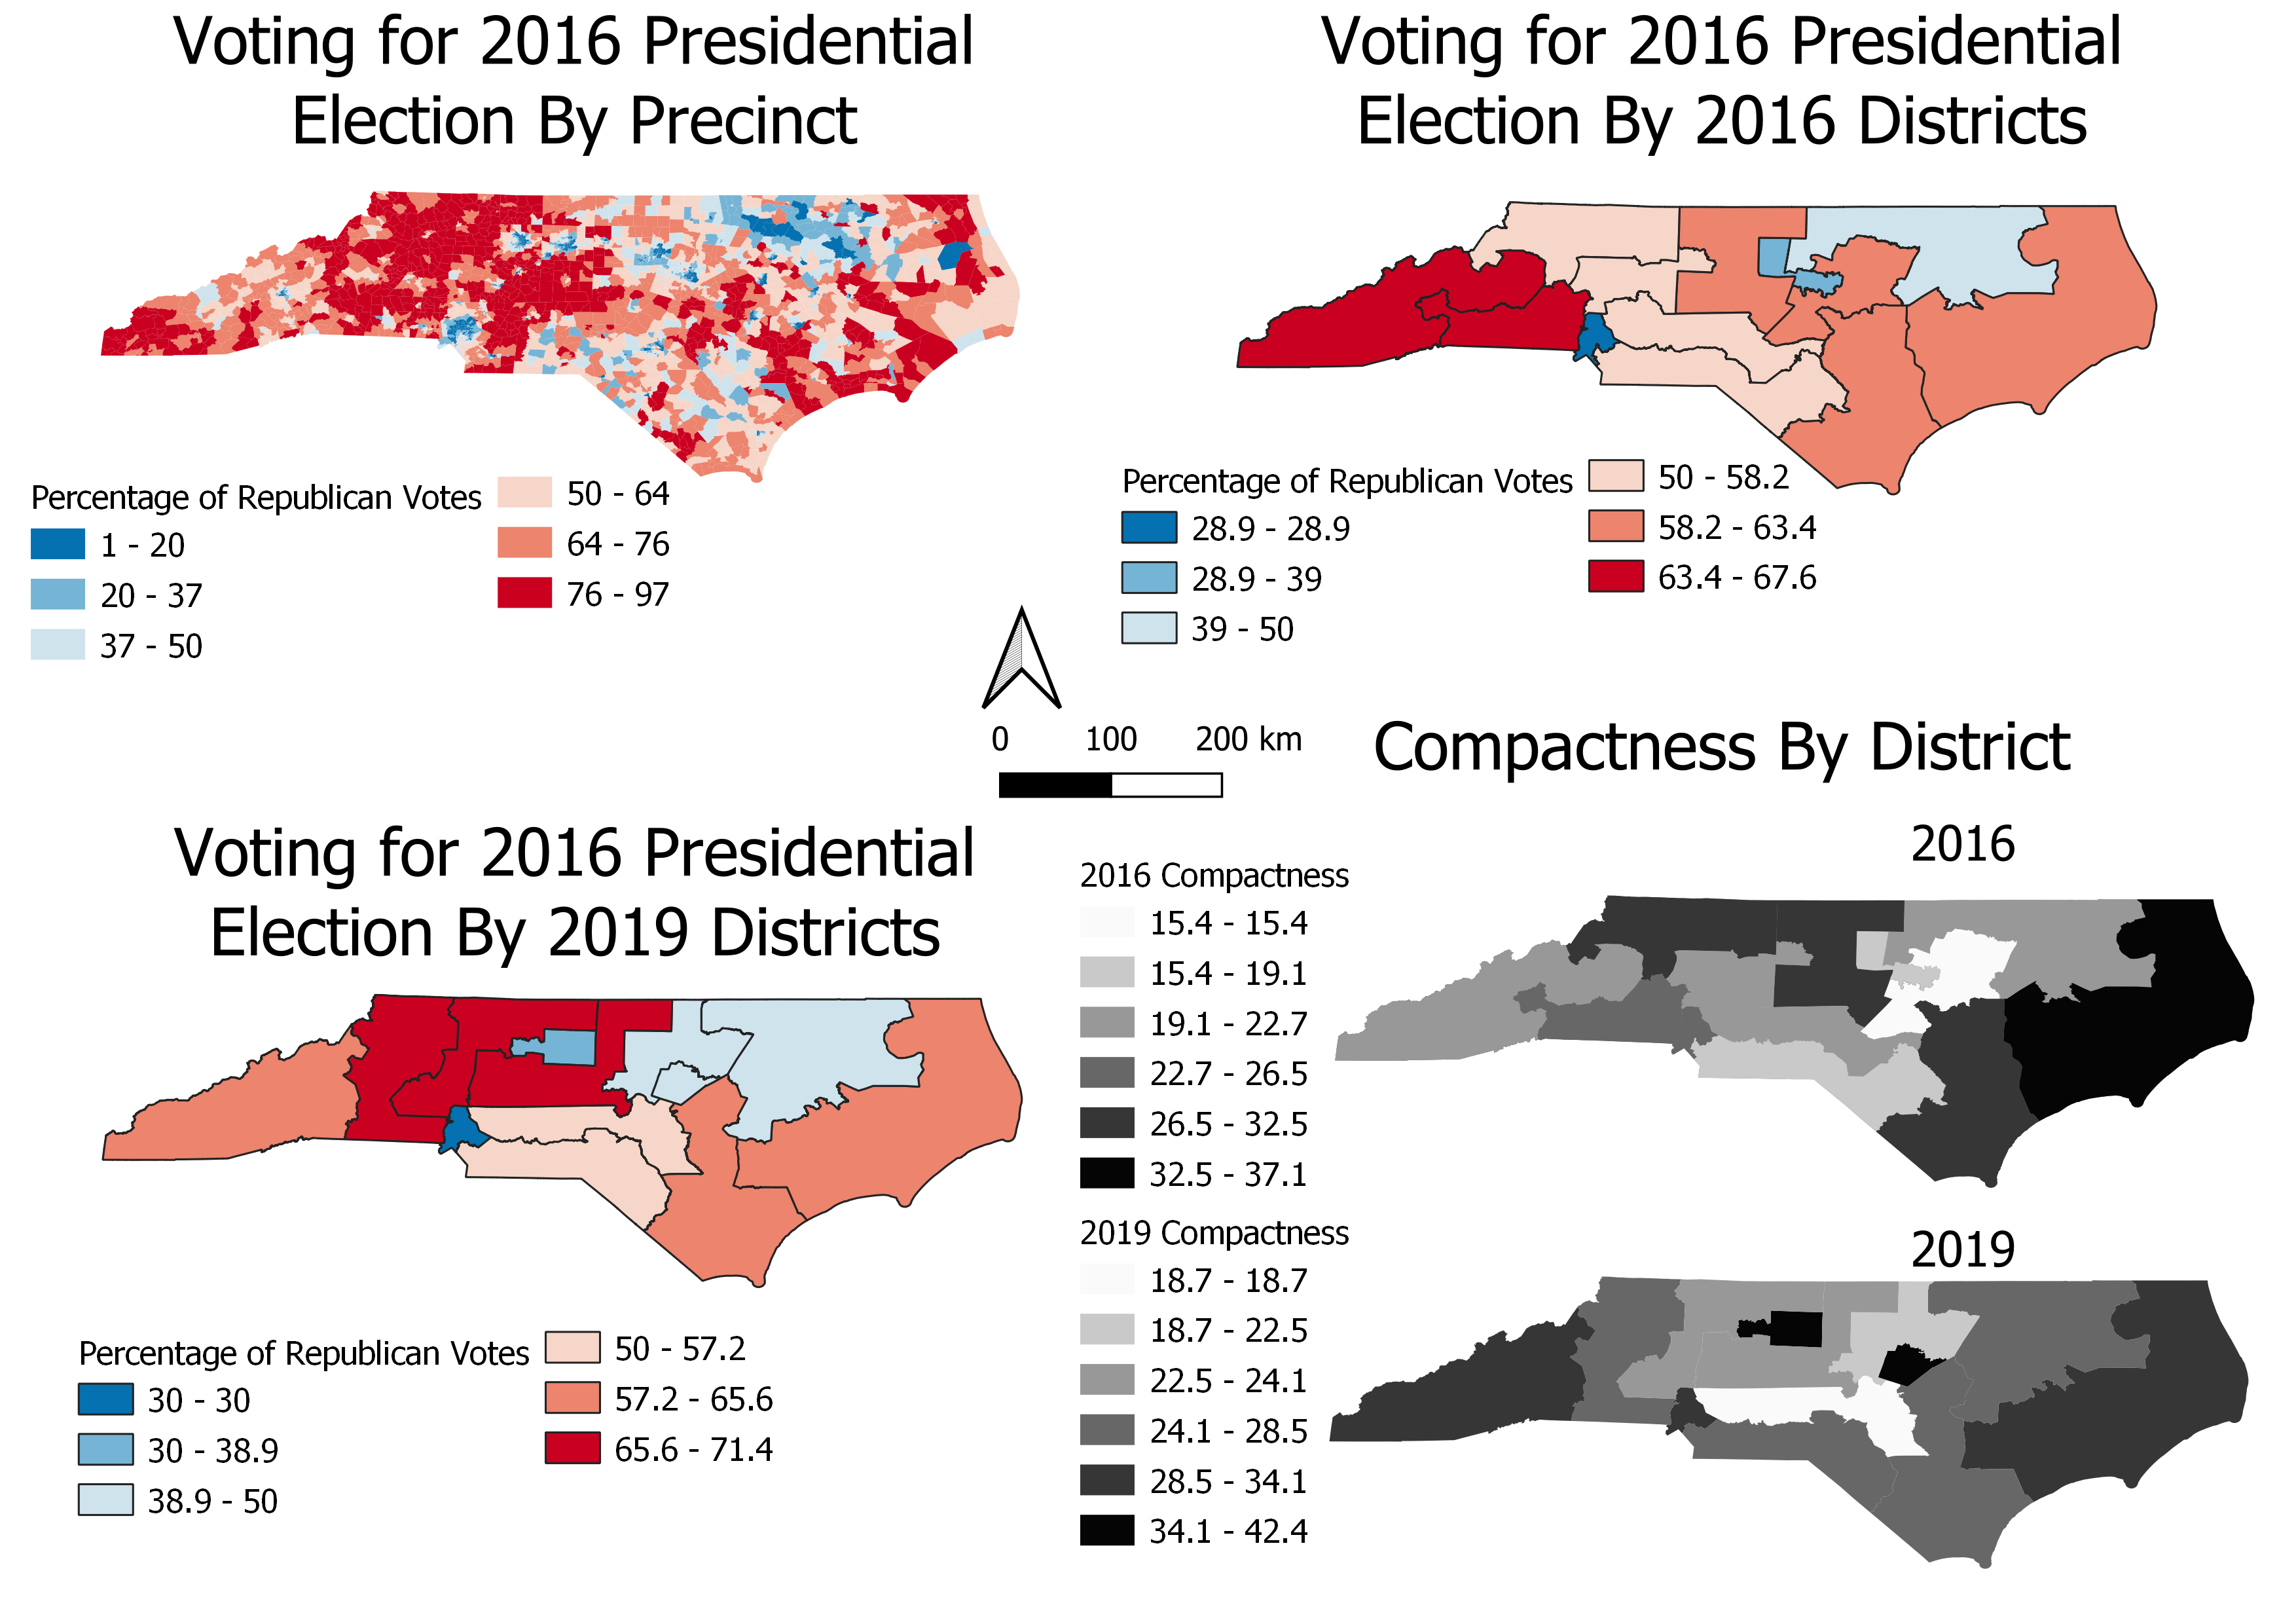 Voting for 2016 Presidential
Election By Precinct
Percentage of Republican Votes
1 - 20
20 - 37
37 - 50
50 - 64
64 - 76
76 - 97
Voting for 2016 Presidential
Election By 2016 Districts
Percentage of Republican Votes
28.9 - 28.9
28.9 - 39
39 - 50
50 - 58.2
58.2 - 63.4
63.4 - 67.6
0 100 200 km
Voting for 2016 Presidential
Election By 2019 Districts
Percentage of Republican Votes
30 - 30
30 - 38.9
38.9 - 50
50 - 57.2
57.2 - 65.6
65.6 - 71.4
Compactness By District
2016
2016 Compactness
15.4 - 15.4
15.4 - 19.1
19.1 - 22.7
22.7 - 26.5
26.5 - 32.5
32.5 - 37.1
2019
2019 Compactness
18.7 - 18.7
18.7 - 22.5
22.5 - 24.1
24.1 - 28.5
28.5 - 34.1
34.1 - 42.4